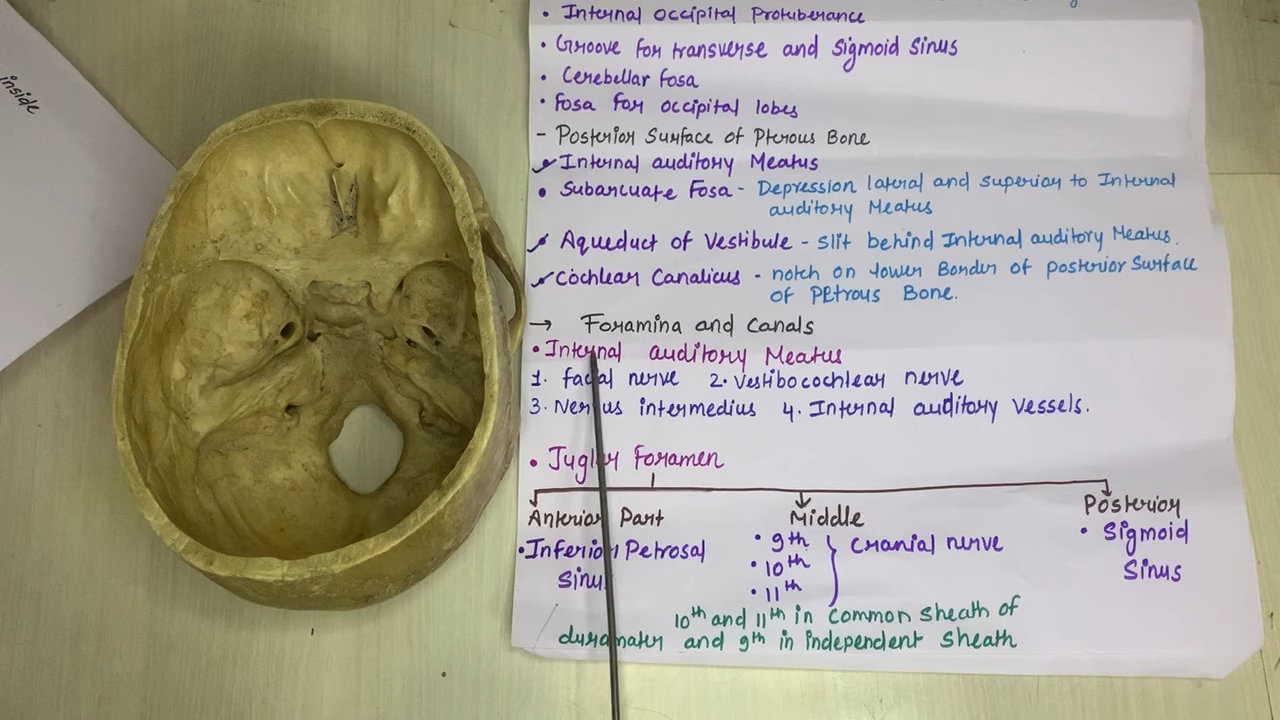 inside
• Internal Occipital Protuberance
• Groove for transverse and Sigmoid Sinus
• Cerebellar fosa
• fosa for occipital lobes
- Posterior Surface of Pterous Bone
Internal auditory Meatus
• Subarcuate Fosa - Depression lateral and superior to Internal
auditory Meatus
Aqueduct of Vestibule - Slit behind Internal auditory Meatus.
Cochlear Canalicus - notch on lower Border of posterior Surface
of Petrous Bone.
→ Foramina and Canals
• Internal auditory Meatus
1. facial nerve 2. Vestibocochlear nerve
3. Nervus intermedius 4. Internal auditory vessels.
• Juglar Foramen
Anterior Part Middle Posterior
• Inferior Petrosal • 9th Cranial nerve • Sigmoid
Sinus • 10th Sinus
• 11th
10th and 11th in common sheath of
duramater and 9th in independent sheath